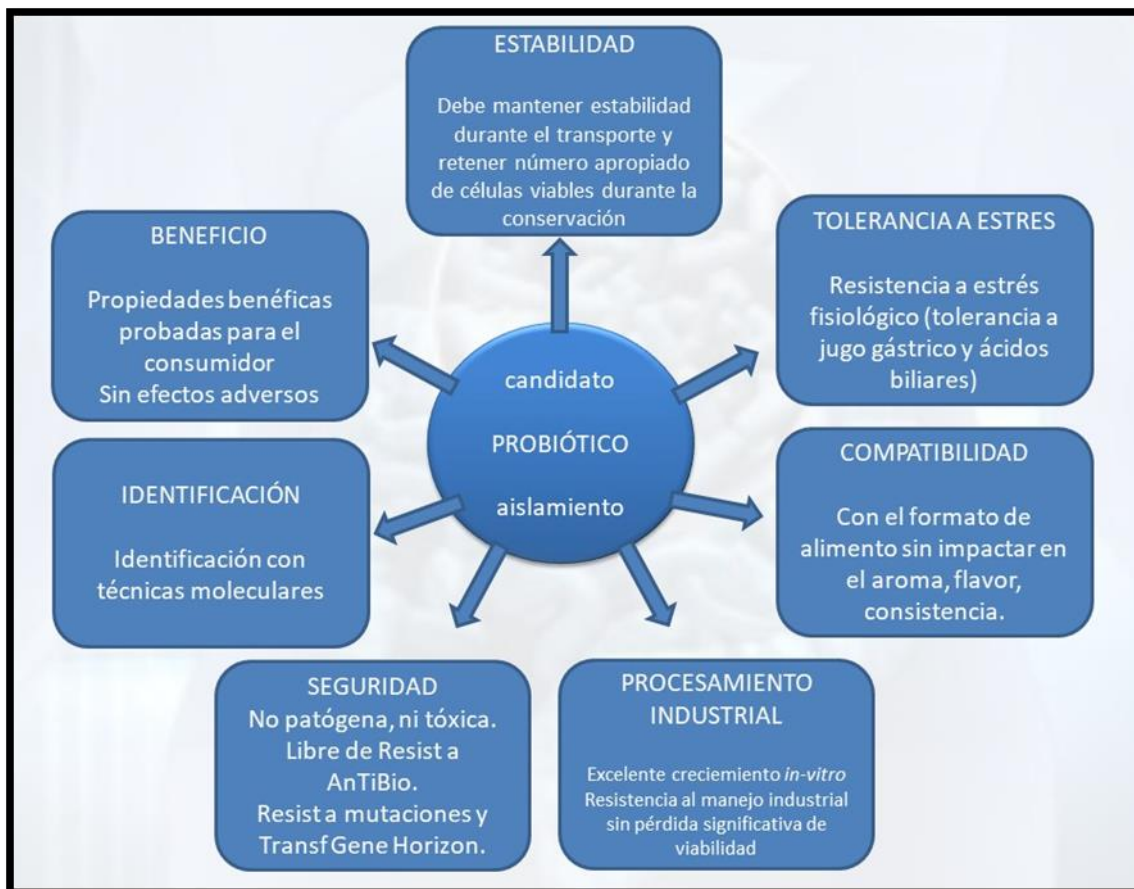 ESTABILIDAD
Debe mantener estabilidad
durante el transporte y
retener número apropiado
de células viables durante la
conservación
BENEFICIO
Propiedades benéficas
probadas para el
consumidor
Sin efectos adversos
TOLERANCIA A ESTRES
Resistencia a estrés
fisiológico (tolerancia a
jugo gástrico y ácidos
biliares)
candidato
PROBIÓTICO
aislamiento
IDENTIFICACIÓN
Identificación con
técnicas moleculares
COMPATIBILIDAD
Con el formato de
alimento sin impactar en
el aroma, flavor,
consistencia.
SEGURIDAD
No patógena, ni tóxica.
Libre de Resist a
AnTiBio.
Resist a mutaciones y
Transf Gene Horizon.
PROCESAMIENTO
INDUSTRIAL
Excelente creciemiento in-vitro
Resistencia al manejo industrial
sin pérdida significativa de
viabilidad